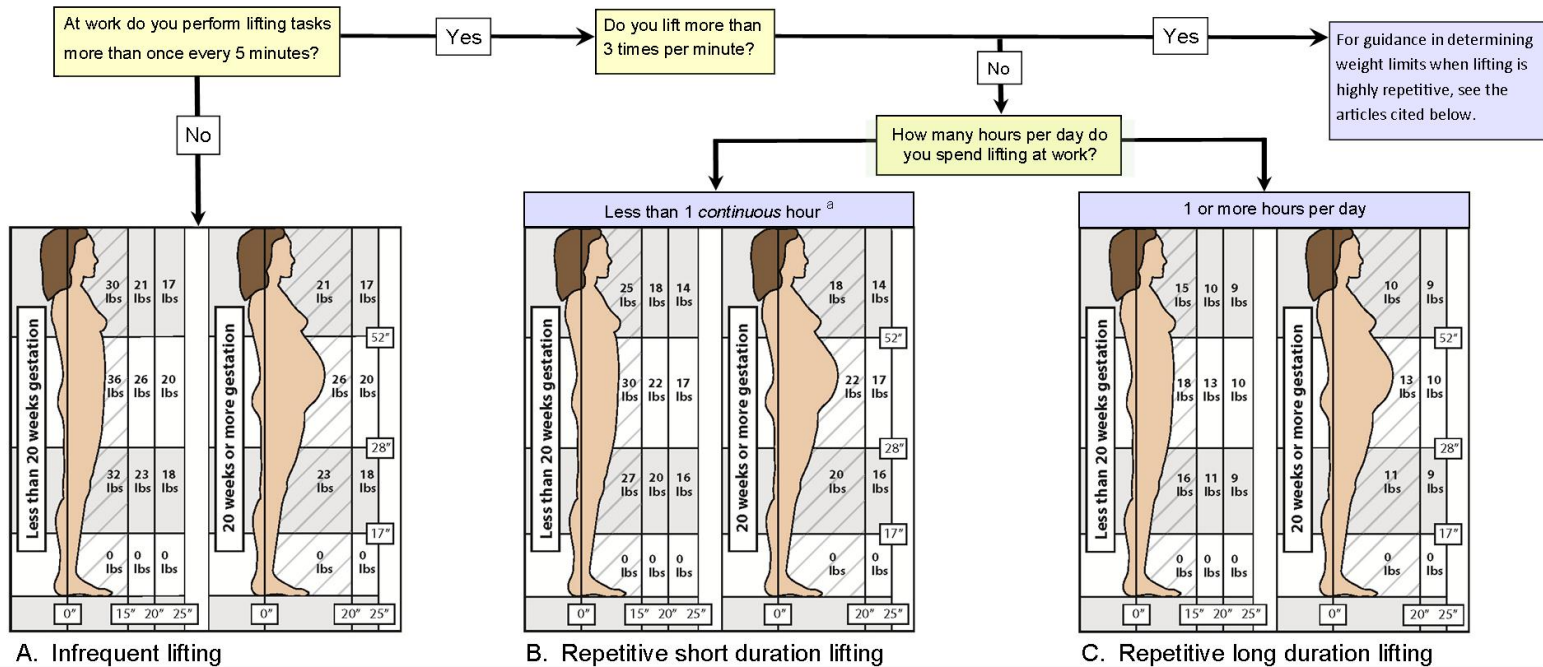 At work do you perform lifting tasks
more than once every 5 minutes?
Yes
Do you lift more than
3 times per minute?
Yes
For guidance in determining
weight limits when lifting is
highly repetitive, see the
articles cited below.
No
No
How many hours per day do
you spend lifting at work?
Less than 1 continuous hour a
1 or more hours per day
Less than 20 weeks gestation
30 lbs 21 lbs 17 lbs
36 lbs 26 lbs 20 lbs
32 lbs 23 lbs 18 lbs
0 lbs 0 lbs 0 lbs
0" 15" 20" 25"
20 weeks or more gestation
21 lbs 17 lbs
52"
26 lbs 20 lbs
28"
23 lbs 18 lbs
17"
0 lbs 0 lbs
0" 20" 25"
A. Infrequent lifting
Less than 20 weeks gestation
25 lbs 18 lbs 14 lbs
30 lbs 22 lbs 17 lbs
27 lbs 20 lbs 16 lbs
0 lbs 0 lbs 0 lbs
0" 15" 20" 25"
20 weeks or more gestation
18 lbs 14 lbs
52"
22 lbs 17 lbs
28"
20 lbs 16 lbs
17"
0 lbs 0 lbs
0" 20" 25"
B. Repetitive short duration lifting
Less than 20 weeks gestation
15 lbs 10 lbs 9 lbs
18 lbs 13 lbs 10 lbs
16 lbs 11 lbs 9 lbs
0 lbs 0 lbs 0 lbs
0" 15" 20" 25"
20 weeks or more gestation
10 lbs 9 lbs
52"
13 lbs 10 lbs
28"
11 lbs 9 lbs
17"
0 lbs 0 lbs
0" 20" 25"
C. Repetitive long duration lifting